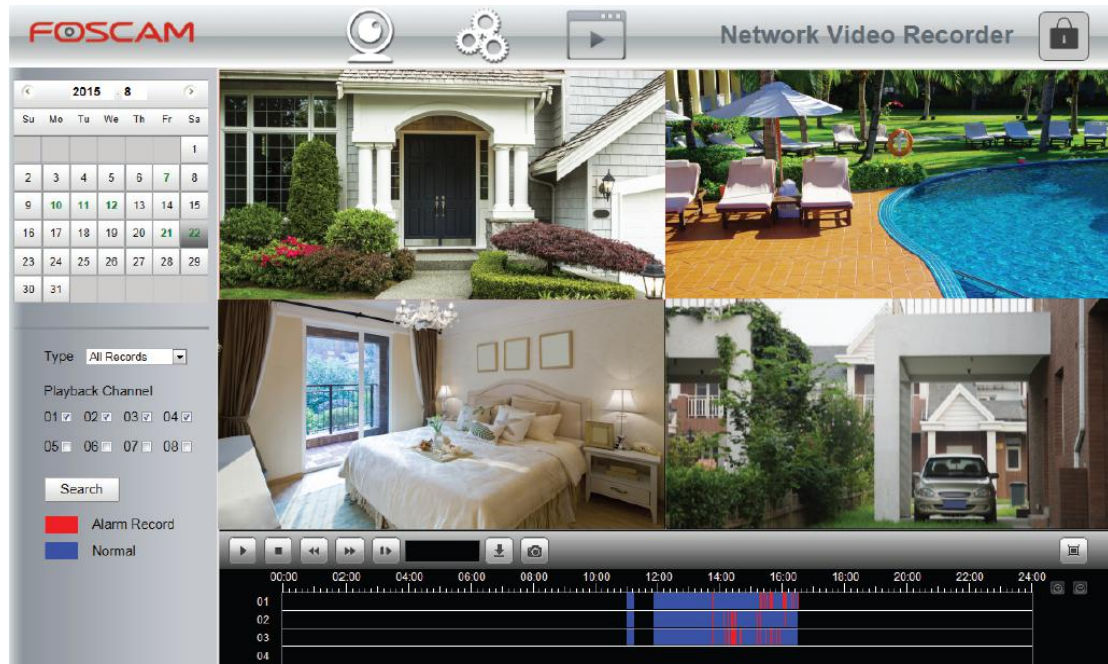 FOSCAM
Network Video Recorder
2015 8
Su Mo Tu We Th Fr Sa
1
2 3 4 5 6 7 8
9 10 11 12 13 14 15
16 17 18 19 20 21 22
23 24 25 26 27 28 29
30 31
Type All Records
Playback Channel
01 02 03 04
05 06 07 08
Search
Alarm Record
Normal
00:00 02:00 04:00 06:00 08:00 10:00 12:00 14:00 16:00 18:00 20:00 22:00 24:00
01
02
03
04